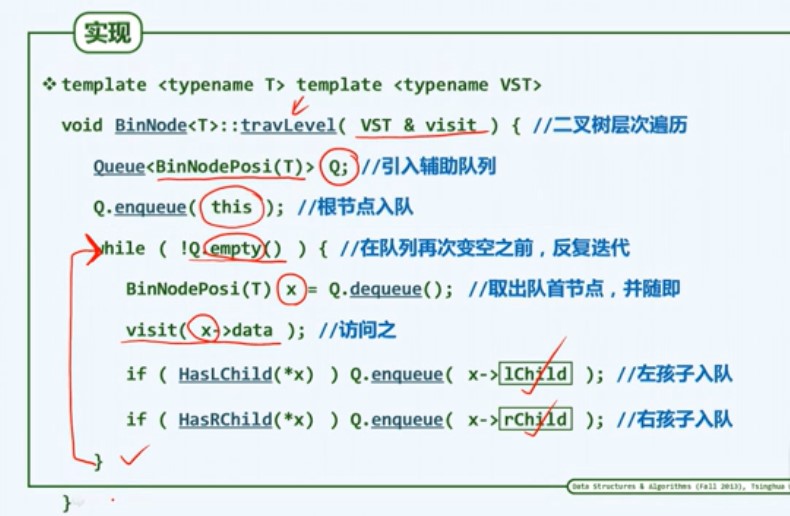 实现
❖ template <typename T> template <typename VST>
void BinNode<T>::travLevel( VST & visit ) { //二叉树层次遍历
Queue<BinNodePosi(T)> Q; //引入辅助队列
Q.enqueue( this ); //根节点入队
while ( !Q.empty() ) { //在队列再次变空之前，反复迭代
BinNodePosi(T) x = Q.dequeue(); //取出队首节点，并随即
visit( x->data ); //访问之
if ( HasLChild(*x) ) Q.enqueue( x->lChild ); //左孩子入队
if ( HasRChild(*x) ) Q.enqueue( x->rChild ); //右孩子入队
}
Data Structures & Algorithms (Fall 2013), Tsinghua
}